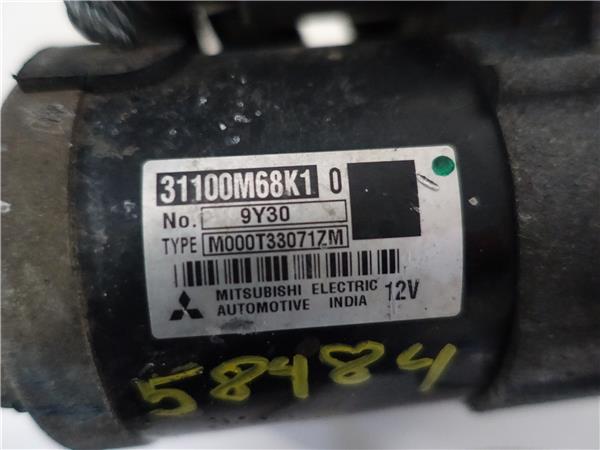 31100M68K1 0
No. 9Y30
TYPE M000T33071ZM
MITSUBISHI ELECTRIC
AUTOMOTIVE INDIA 12V
58484